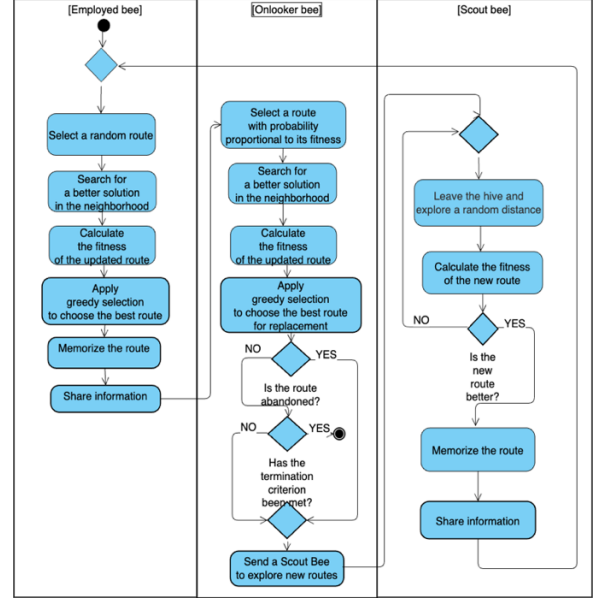 [Employed bee]
[Onlooker bee]
[Scout bee]
Select a random route
Search for
a better solution
in the neighborhood
Calculate
the fitness
of the updated route
Apply
greedy selection
to choose the best route
Memorize the route
Share information
Select a route
with probability
proportional to its fitness
Search for
a better solution
in the neighborhood
Calculate
the fitness
of the updated route
Apply
greedy selection
to choose the best route
for replacement
NO
YES
Is the route
abandoned?
NO
YES
Has the
termination
criterion
been met?
Send a Scout Bee
to explore new routes
Leave the hive and
explore a random distance
Calculate the fitness
of the new route
NO
YES
Is the
new
route
better?
Memorize the route
Share information